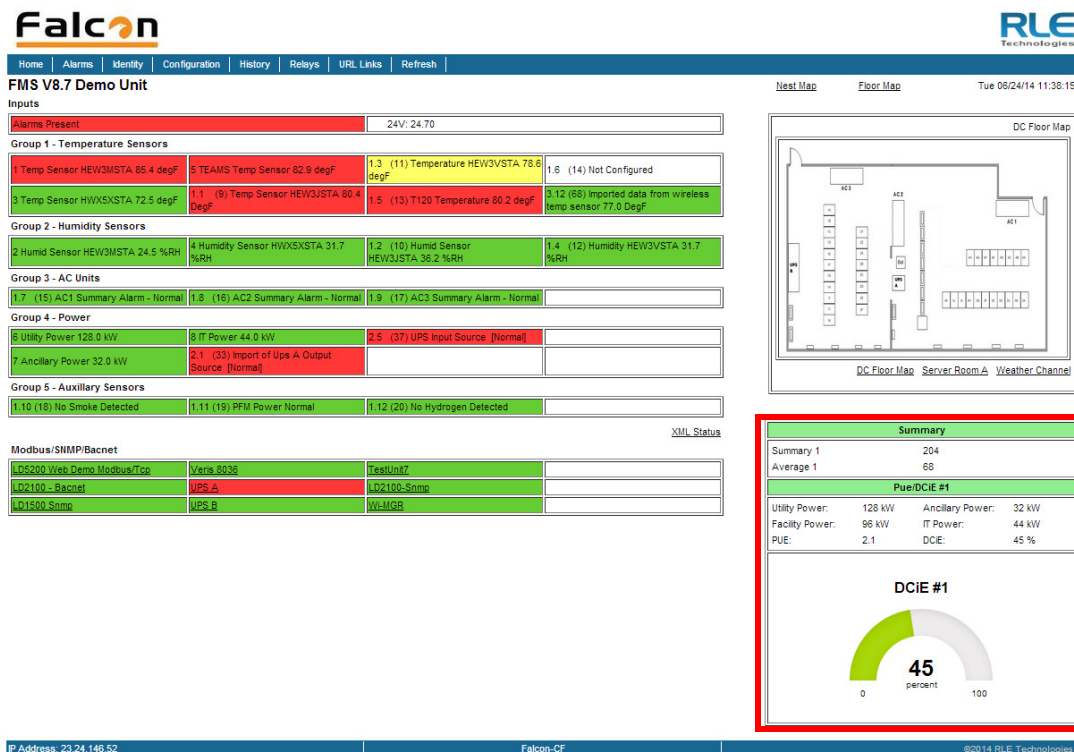 Falcon
RLE
Technologies
Home Alarms Identity Configuration History Relays URL Links Refresh
FMS V8.7 Demo Unit
Nest Map Floor Map Tue 06/24/14 11:38:15
Inputs
Alarms Present 24V: 24.70
Group 1 - Temperature Sensors
1 Temp Sensor HEW3MSTA 85.4 degF
5 TEAMS Temp Sensor 82.9 degF
1.3 (11) Temperature HEW3VSTA 78.6
degF
1.6 (14) Not Configured
3 Temp Sensor HWX5XSTA 72.5 degF
1.1 (9) Temp Sensor HEW3JSTA 80.4
DegF
1.5 (13) T120 Temperature 80.2 degF
3.12 (68) Imported data from wireless
temp sensor 77.0 DegF
Group 2 - Humidity Sensors
2 Humid Sensor HEW3MSTA 24.5 %RH
4 Humidity Sensor HWX5XSTA 31.7
%RH
1.2 (10) Humid Sensor
HEW3JSTA 36.2 %RH
1.4 (12) Humidity HEW3VSTA 31.7
%RH
Group 3 - AC Units
1.7 (15) AC1 Summary Alarm - Normal
1.8 (16) AC2 Summary Alarm - Normal
1.9 (17) AC3 Summary Alarm - Normal
Group 4 - Power
6 Utility Power 128.0 kW
8 IT Power 44.0 kW
2.5 (37) UPS Input Source [Normal]
7 Ancillary Power 32.0 kW
2.1 (33) Import of Ups A Output
Source [Normal]
Group 5 - Auxillary Sensors
1.10 (18) No Smoke Detected
1.11 (19) PFM Power Normal
1.12 (20) No Hydrogen Detected
XML Status
Modbus/SNMP/Bacnet
LD5200 Web Demo Modbus/Tcp
Veris 8036
TestUnit7
LD2100 - Bacnet
UPS A
LD2100-Snmp
LD1500 Snmp
UPS B
Wi-MGR
DC Floor Map
AC 3
AC 2
AC 1
UPS
B
UPS
A
DC Floor Map Server Room A Weather Channel
Summary
Summary 1 204
Average 1 68
Pue/DCiE #1
Utility Power: 128 kW Ancillary Power: 32 kW
Facility Power: 96 kW IT Power: 44 kW
PUE: 2.1 DCiE: 45 %
DCiE #1
45
percent
0 100
IP Address: 23.24.146.52 Falcon-CF ©2014 RLE Technologies